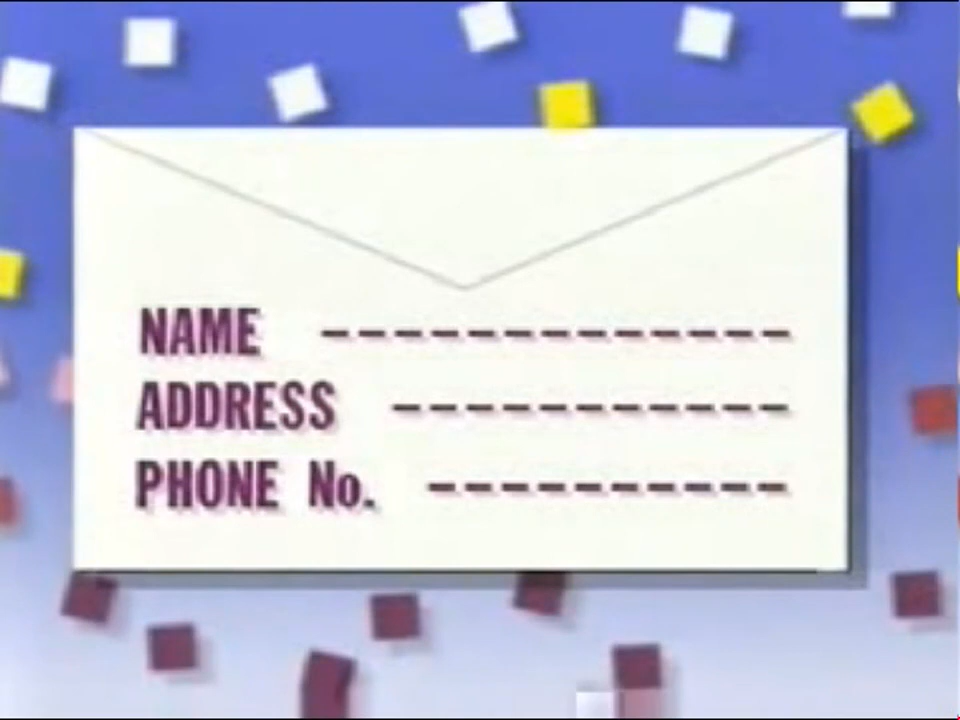 NAME - - - - - - - - - - - - -
ADDRESS - - - - - - - - - - -
PHONE No. - - - - - - - - - -